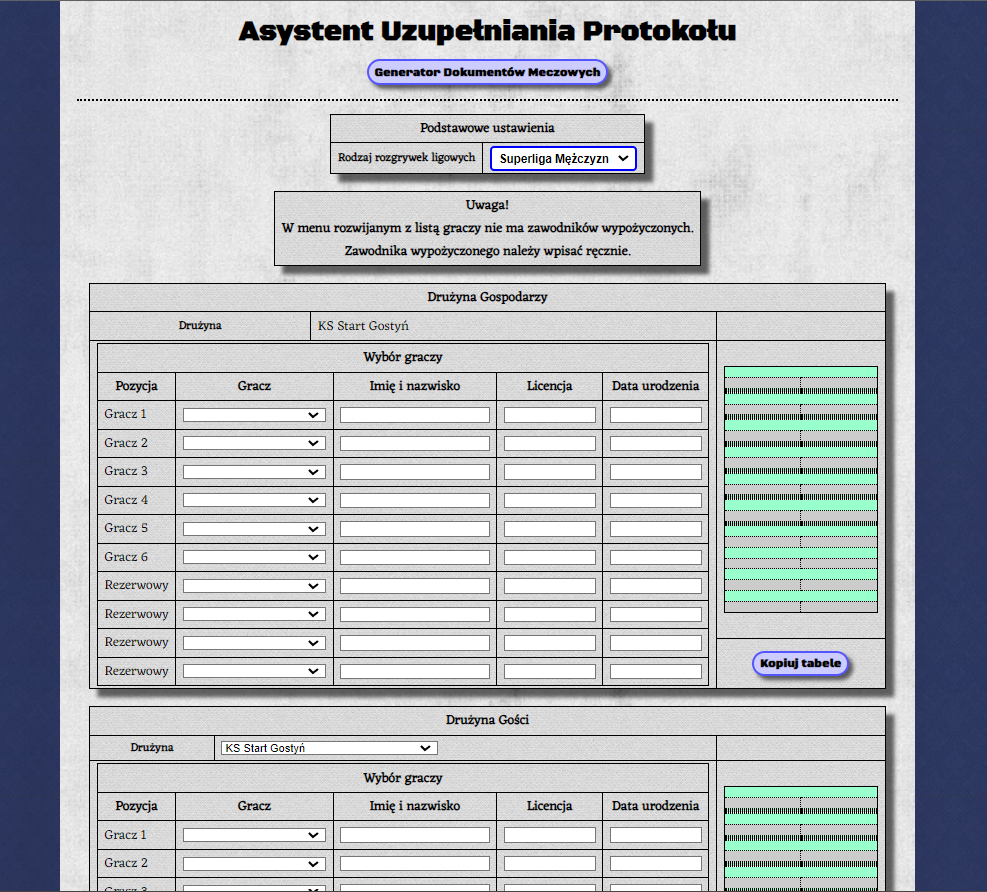 Asystent Uzupełniania Protokołu
Generator Dokumentów Meczowych
Podstawowe ustawienia
Rodzaj rozgrywek ligowych Superliga Mężczyzn
Uwaga!
W menu rozwijanym z listą graczy nie ma zawodników wypożyczonych.
Zawodnika wypożyczonego należy wpisać ręcznie.
Drużyna Gospodarzy
Drużyna KS Start Gostyń
Wybór graczy
Pozycja Gracz Imię i nazwisko Licencja Data urodzenia
Gracz 1
Gracz 2
Gracz 3
Gracz 4
Gracz 5
Gracz 6
Rezerwowy
Rezerwowy
Rezerwowy
Rezerwowy
Kopiuj tabele
Drużyna Gości
Drużyna KS Start Gostyń
Wybór graczy
Pozycja Gracz Imię i nazwisko Licencja Data urodzenia
Gracz 1
Gracz 2
Gracz 3